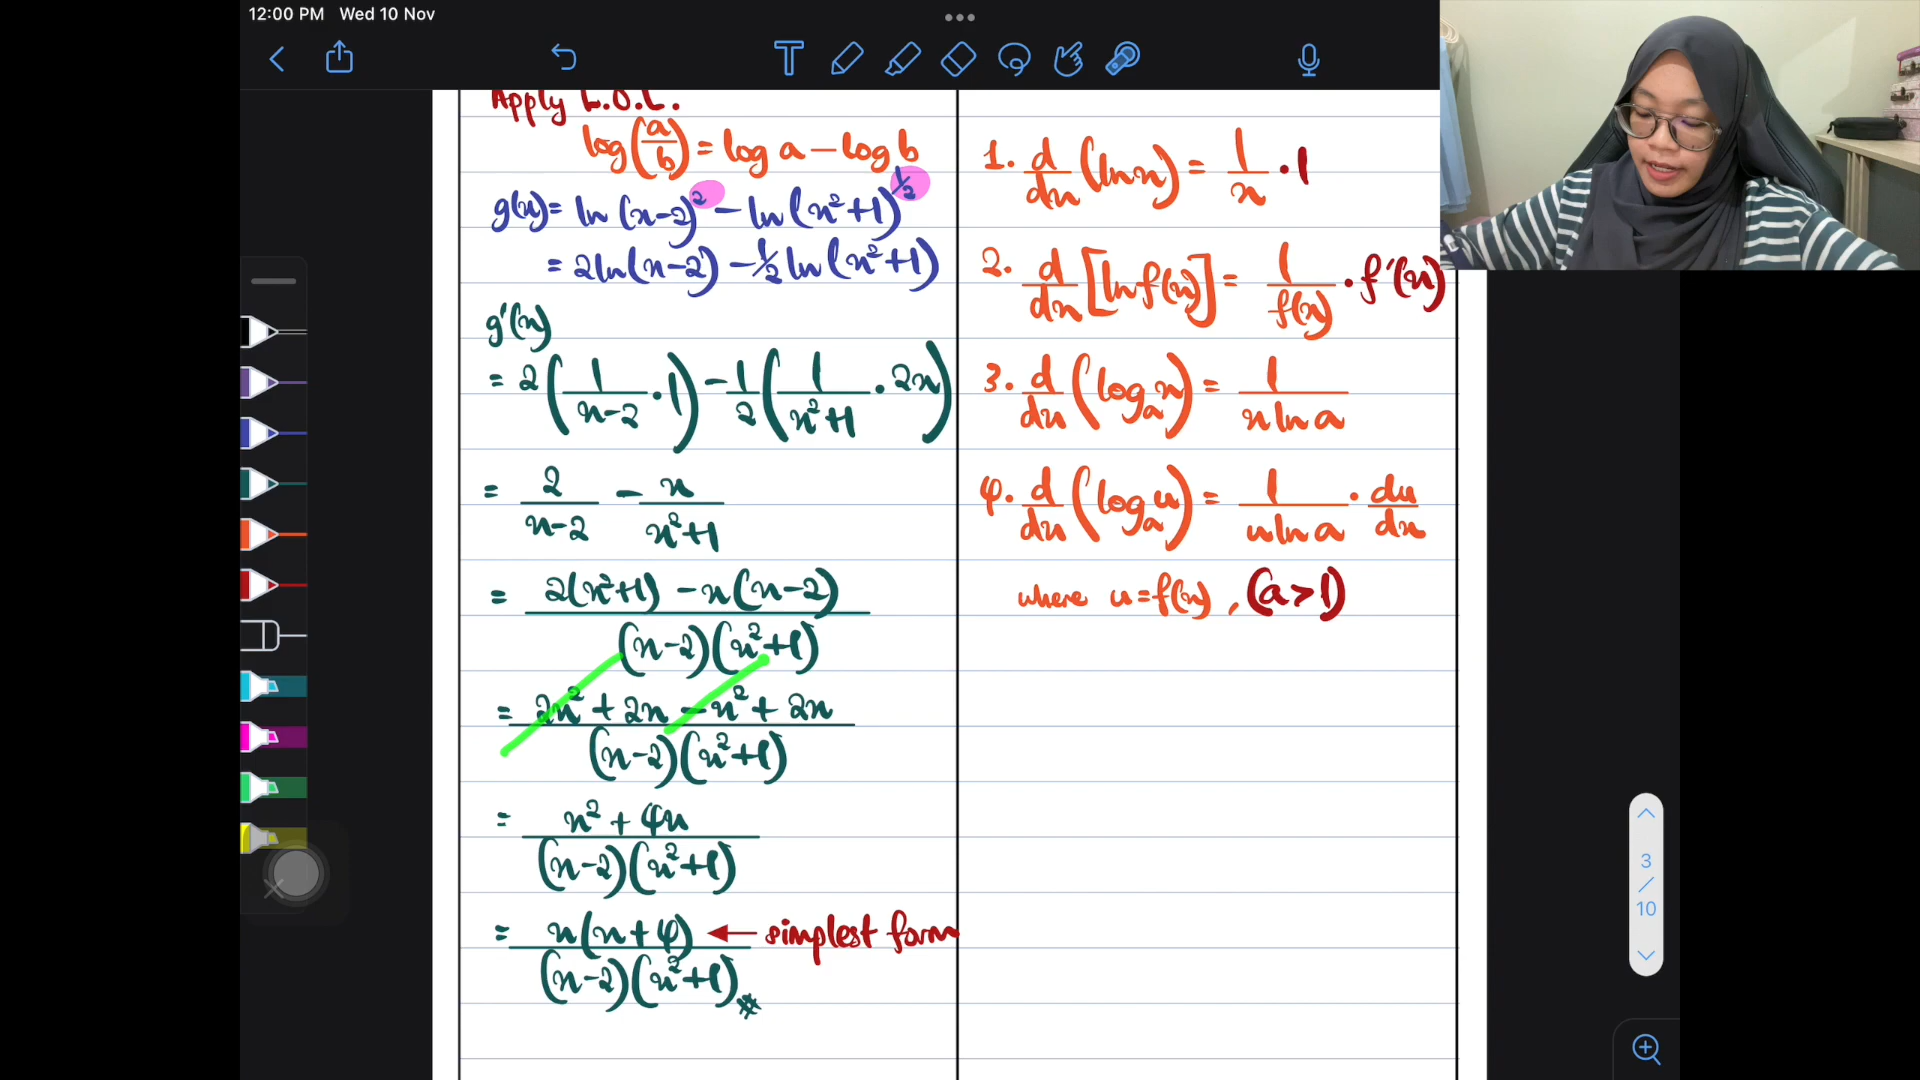 12:00 PM Wed 10 Nov
Apply L.O.L.
log(a/b) = log a - log b
g(x) = ln (x-2)² - ln (x²+1)^½
= 2 ln(x-2) - ½ ln(x²+1)
g'(x)
= 2 (1/(x-2) · 1) - 1/2 (1/(x²+1) · 2x)
= 2/(x-2) - x/(x²+1)
= (2(x²+1) - x(x-2)) / ((x-2)(x²+1))
= (2x² + 2x - x² + 2x) / ((x-2)(x²+1))
= (x² + 4x) / ((x-2)(x²+1))
= x(x+4) / ((x-2)(x²+1)) # ← simplest form
1. d/dx (ln x) = 1/x · 1
2. d/dx [ln f(x)] = 1/f(x) · f'(x)
3. d/dx (logₐ x) = 1/(x ln a)
4. d/dx (logₐ u) = 1/(u ln a) · du/dx
where u = f(x), (a > 1)
3
/
10